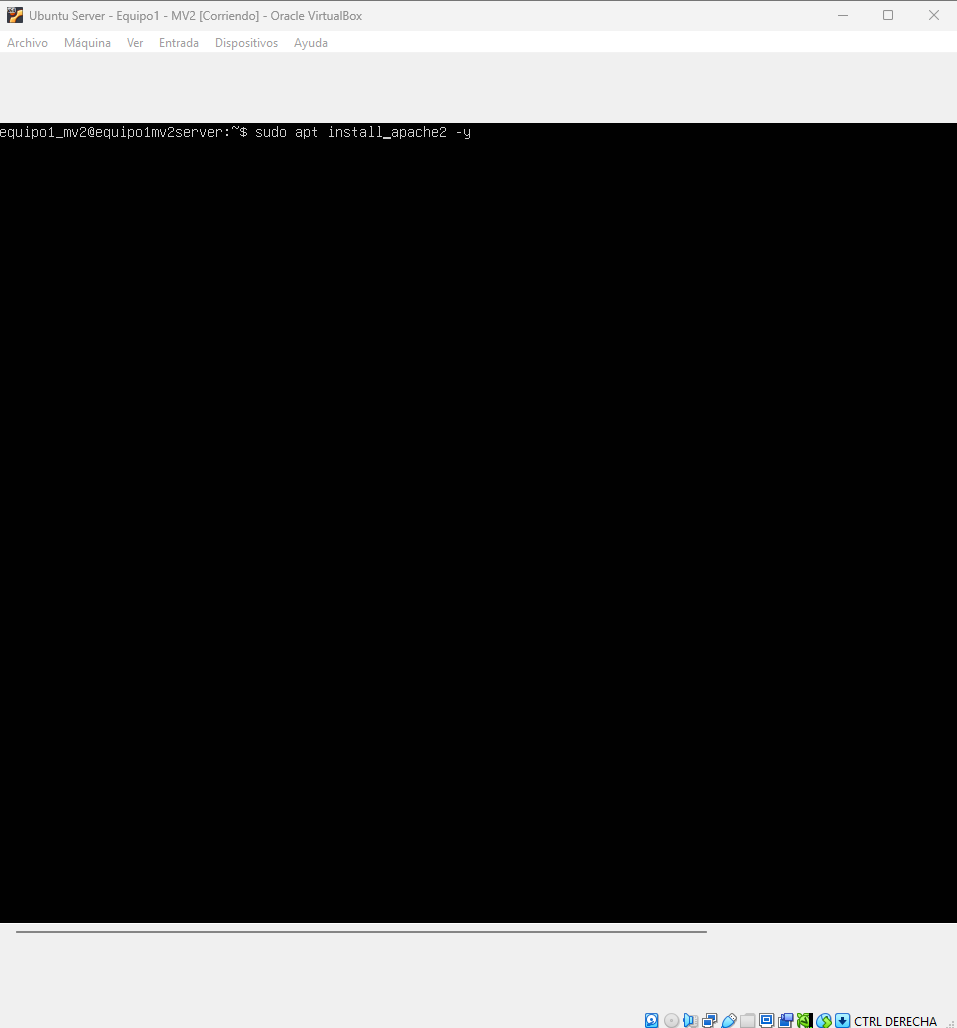 Ubuntu Server - Equipo1 - MV2 [Corriendo] - Oracle VirtualBox
Archivo Máquina Ver Entrada Dispositivos Ayuda
equipo1_mv2@equipo1mv2server:~$ sudo apt install_apache2 -y
CTRL DERECHA